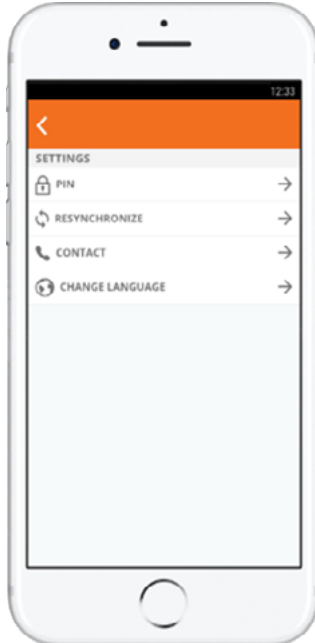 12:33
SETTINGS
PIN
RESYNCHRONIZE
CONTACT
CHANGE LANGUAGE